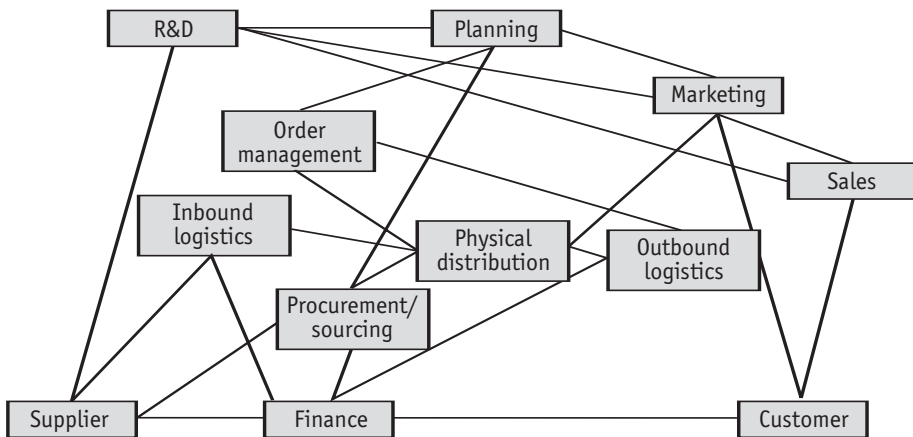 R&D
Planning
Marketing
Order
management
Sales
Inbound
logistics
Physical
distribution
Outbound
logistics
Procurement/
sourcing
Supplier
Finance
Customer